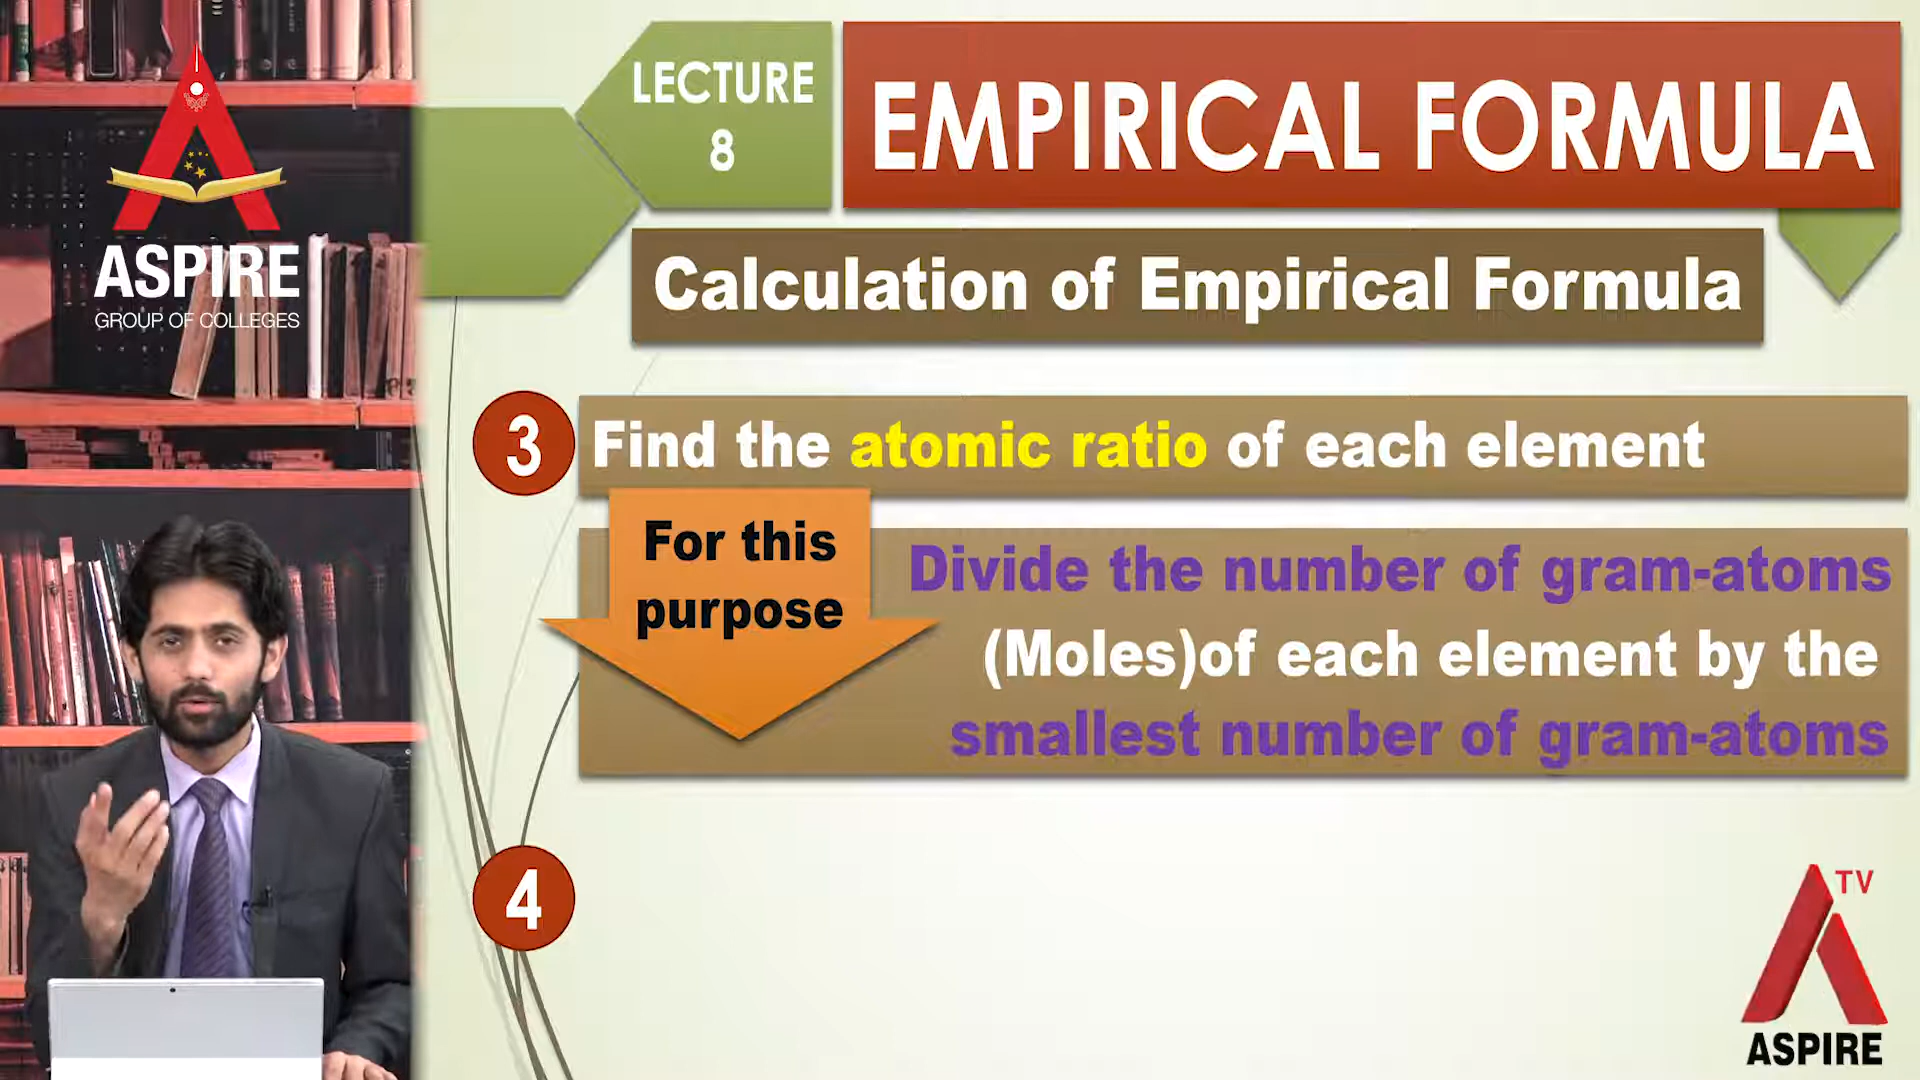 ASPIRE
GROUP OF COLLEGES
LECTURE
8
EMPIRICAL FORMULA
Calculation of Empirical Formula
3
Find the atomic ratio of each element
For this
purpose
Divide the number of gram-atoms
(Moles)of each element by the
smallest number of gram-atoms
4
TV
ASPIRE